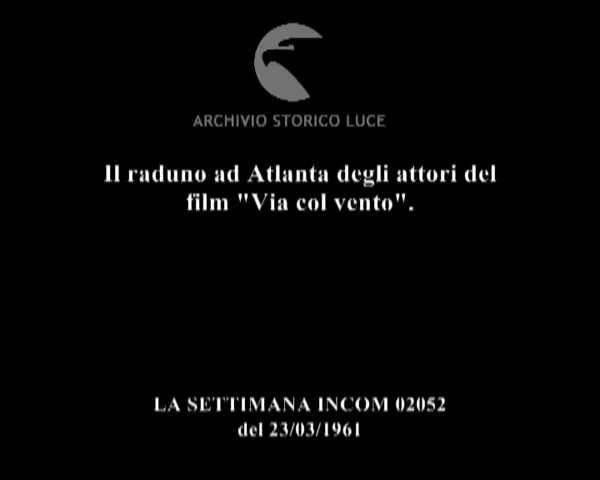 ARCHIVIO STORICO LUCE
Il raduno ad Atlanta degli attori del
film "Via col vento".
LA SETTIMANA INCOM 02052
del 23/03/1961